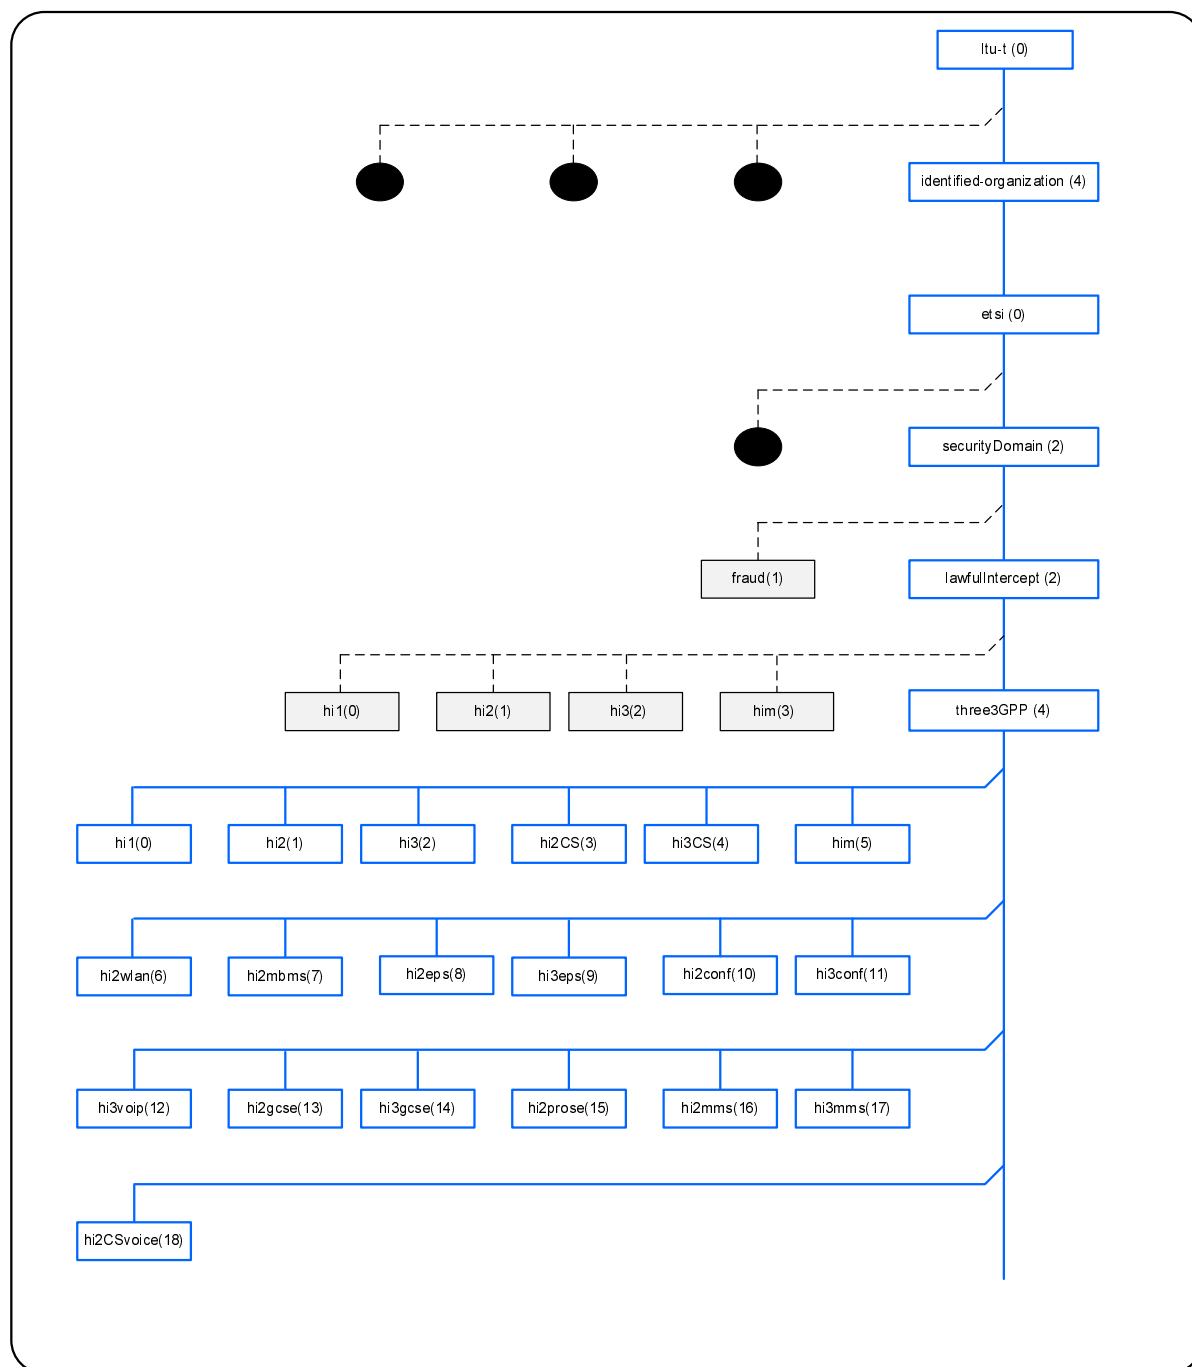 Itu-t (0)
identified-organization (4)
etsi (0)
securityDomain (2)
fraud(1)
lawfulIntercept (2)
hi1(0)
hi2(1)
hi3(2)
him(3)
three3GPP (4)
hi1(0)
hi2(1)
hi3(2)
hi2CS(3)
hi3CS(4)
him(5)
hi2wlan(6)
hi2mbms(7)
hi2eps(8)
hi3eps(9)
hi2conf(10)
hi3conf(11)
hi3voip(12)
hi2gcse(13)
hi3gcse(14)
hi2prose(15)
hi2mms(16)
hi3mms(17)
hi2CSvoice(18)